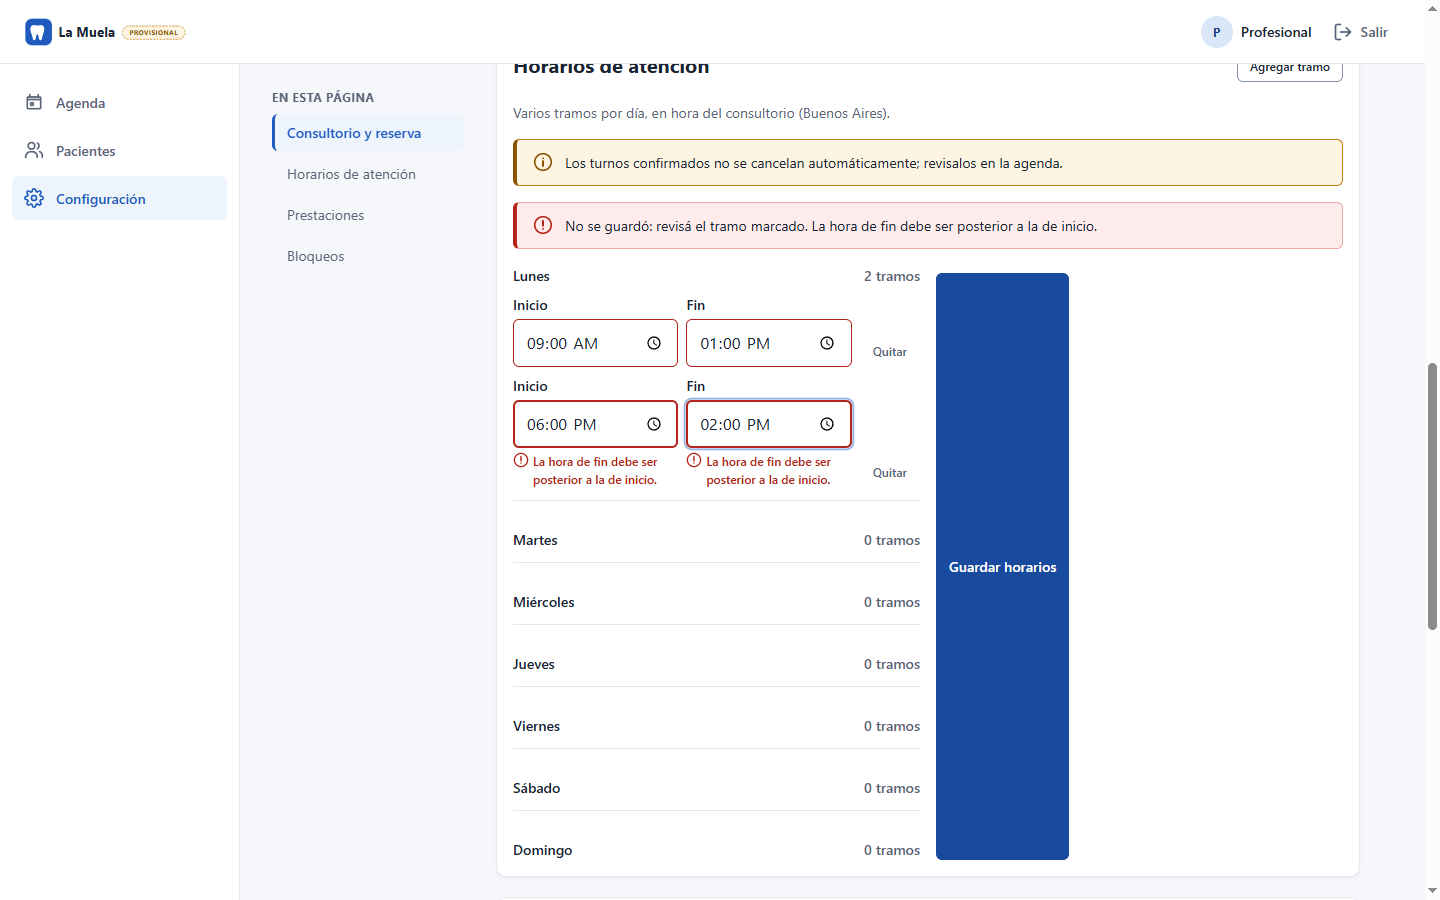 La Muela
PROVISIONAL
P
Profesional
Salir
Agenda
Pacientes
Configuración
EN ESTA PÁGINA
Consultorio y reserva
Horarios de atención
Prestaciones
Bloqueos
Horarios de atención
Agregar tramo
Varios tramos por día, en hora del consultorio (Buenos Aires).
Los turnos confirmados no se cancelan automáticamente; revisalos en la agenda.
No se guardó: revisá el tramo marcado. La hora de fin debe ser posterior a la de inicio.
Lunes
2 tramos
Inicio
Fin
09:00 AM
01:00 PM
Quitar
Inicio
Fin
06:00 PM
02:00 PM
La hora de fin debe ser
posterior a la de inicio.
La hora de fin debe ser
posterior a la de inicio.
Quitar
Martes
0 tramos
Miércoles
0 tramos
Jueves
0 tramos
Viernes
0 tramos
Sábado
0 tramos
Domingo
0 tramos
Guardar horarios